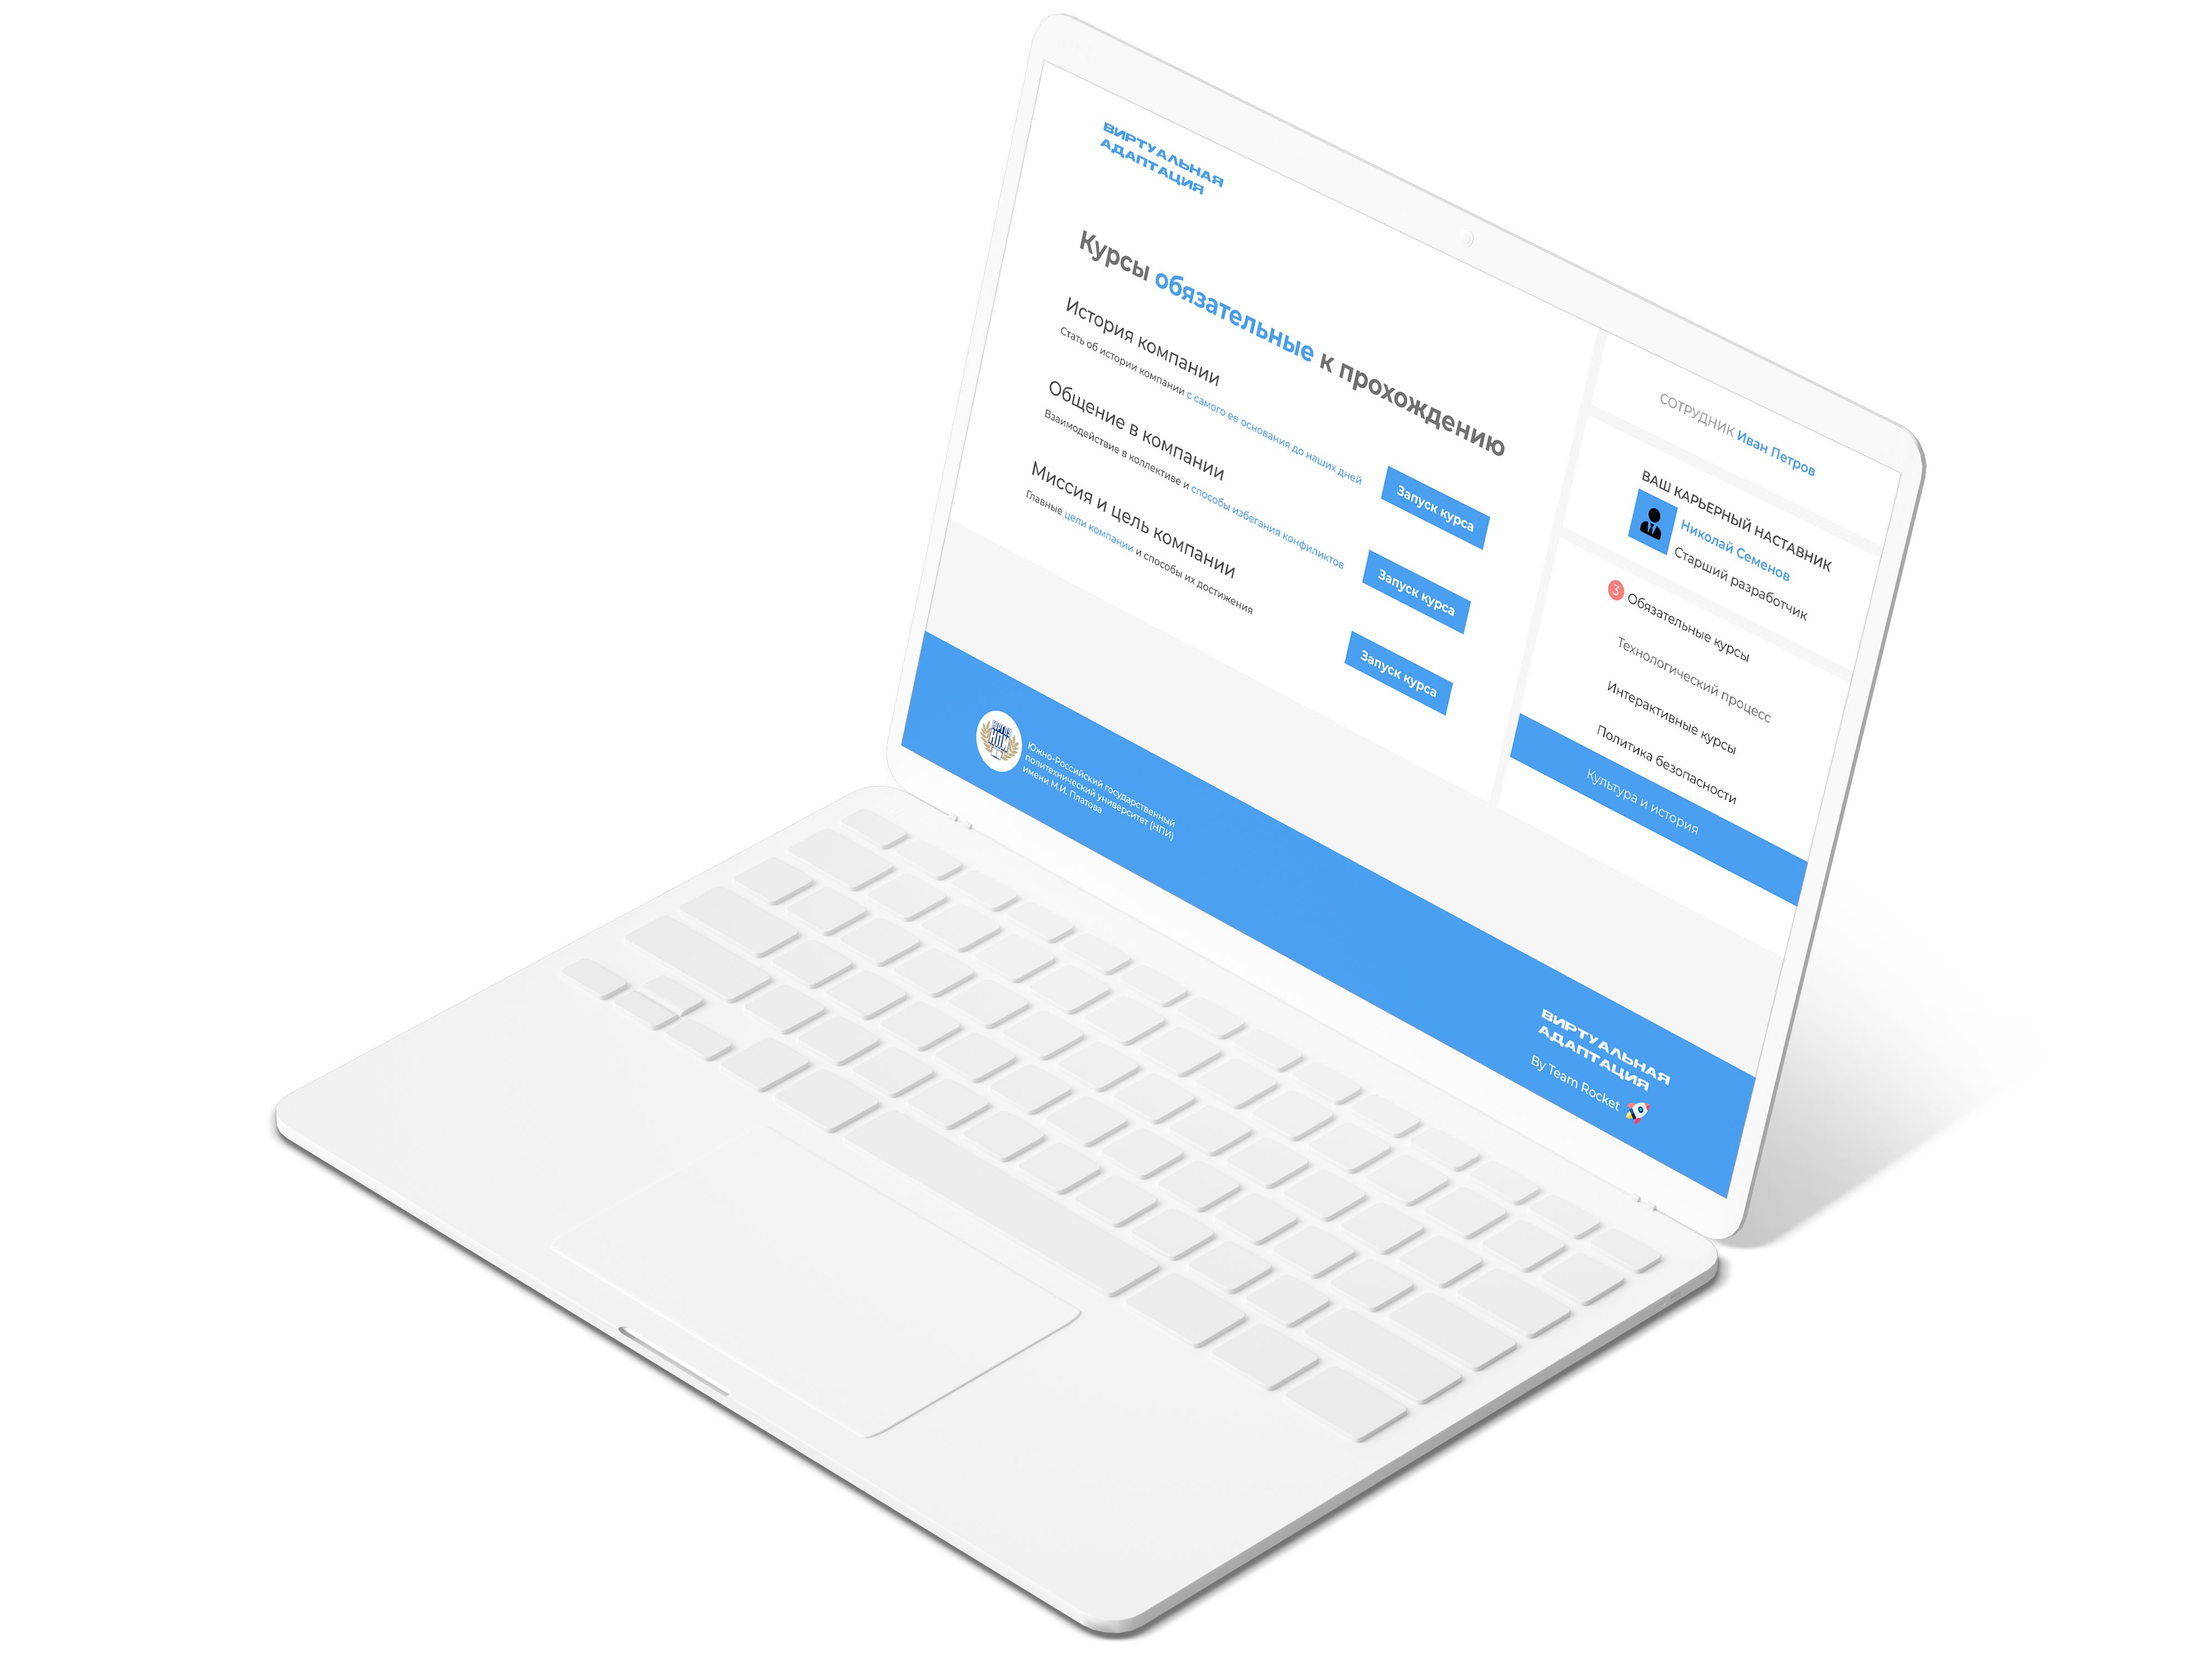 ВИРТУАЛЬНАЯ
АДАПТАЦИЯ
Курсы обязательные к прохождению
История компании
Стать об истории компании с самого ее основания до наших дней
Запуск курса
Общение в компании
Взаимодействие в коллективе и способы избегания конфиликтов
Запуск курса
Миссия и цель компании
Главные цели компании и способы их достижения
Запуск курса
СОТРУДНИК Иван Петров
ВАШ КАРЬЕРНЫЙ НАСТАВНИК
Николай Семенов
Старший разработчик
3 Обязательные курсы
Технологический процесс
Интерактивные курсы
Политика безопасности
Культура и история
НПИ
Южно-Российский государственный
политехнический университет (НПИ)
имени М.И. Платова
ВИРТУАЛЬНАЯ
АДАПТАЦИЯ
By Team Rocket